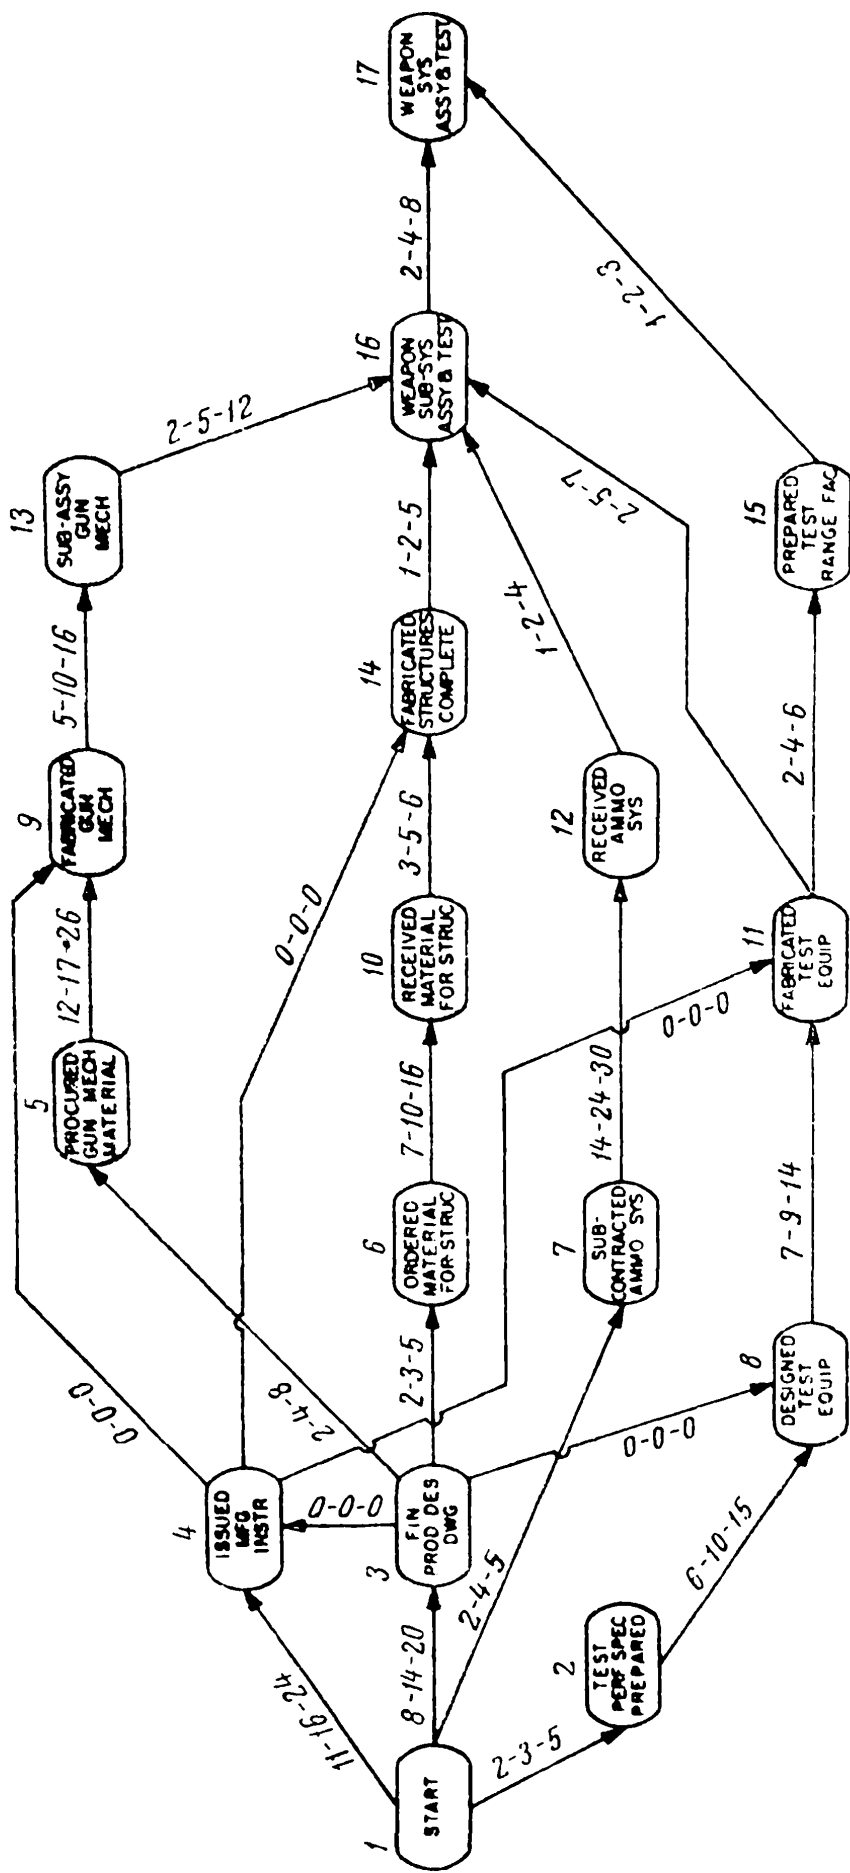 1
START
11-16-24
8-14-20
2-4-5
2-3-5
2
TEST
PERF SPEC
PREPARED
6-10-15
3
FIN
PROD DES
DWG
0-0-0
4
ISSUED
MFG
INSTR
0-0-0
2-4-8
2-3-5
0-0-0
5
PROCURED
GUN MECH
MATERIAL
12-17-26
6
ORDERED
MATERIAL
FOR STRUC
7-10-16
7
SUB-
CONTRACTED
AMMO SYS
14-24-30
8
DESIGNED
TEST
EQUIP
7-9-14
0-0-0
0-0-0
9
FABRICATED
GUN
MECH
5-10-16
10
RECEIVED
MATERIAL
FOR STRUC
3-5-6
11
FABRICATED
TEST
EQUIP
2-4-6
2-5-7
12
RECEIVED
AMMO
SYS
1-2-4
13
SUB-ASSY
GUN
MECH
2-5-12
14
FABRICATED
STRUCTURES
COMPLETE
1-2-5
15
PREPARED
TEST
RANGE FAC
1-2-3
16
WEAPON
SUB-SYS
ASSY & TEST
2-4-8
17
WEAPON
SYS
ASSY & TEST